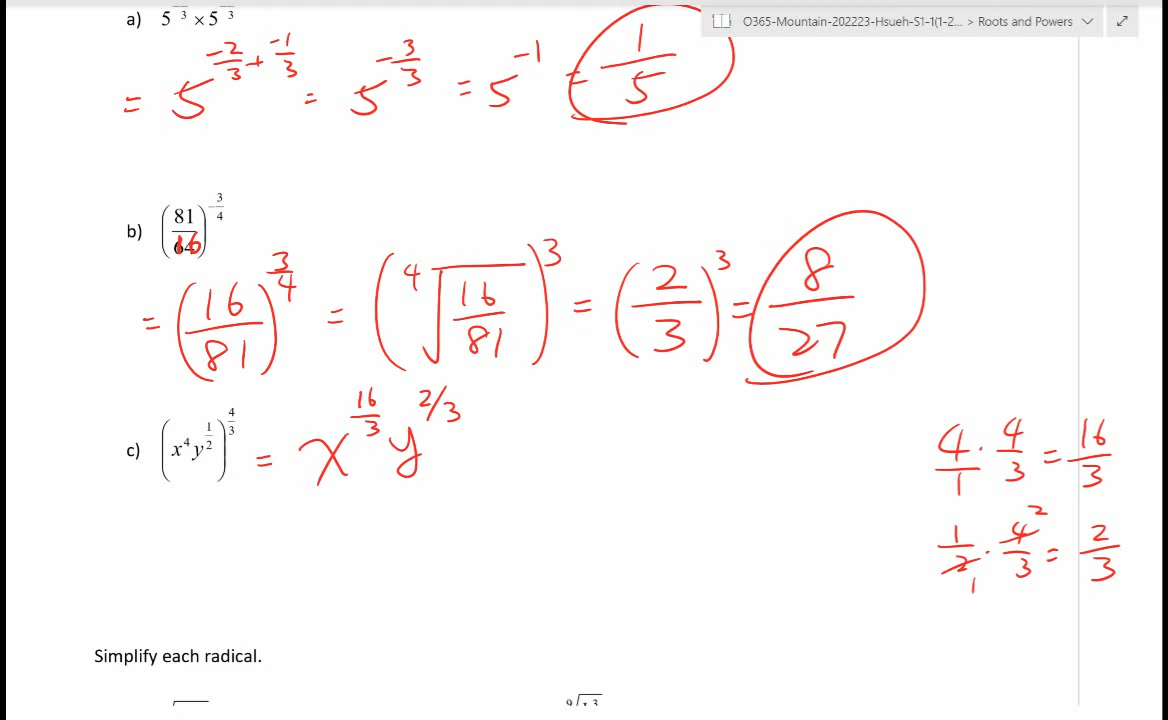 O365-Mountain-202223-Hsueh-S1-1(1-2... > Roots and Powers
a) 5^3 × 5^3
= 5^(-2/3 + -1/3) = 5^(-3/3) = 5^-1 = 1/5
b) (81/16)^(-3/4)
= (16/81)^(3/4) = (⁴√(16/81))^3 = (2/3)^3 = 8/27
c) (x^4 y^(1/2))^(4/3) = x^(16/3) y^(2/3)
4/1 · 4/3 = 16/3
1/2 · 4/3 = 2/3
2
1
Simplify each radical.